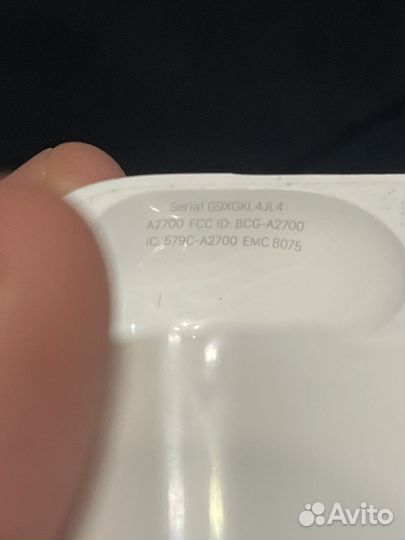 Serial G9XGKL4JL4
A2700 FCC ID: BCG-A2700
IC: 579C-A2700 EMC 8075
Avito